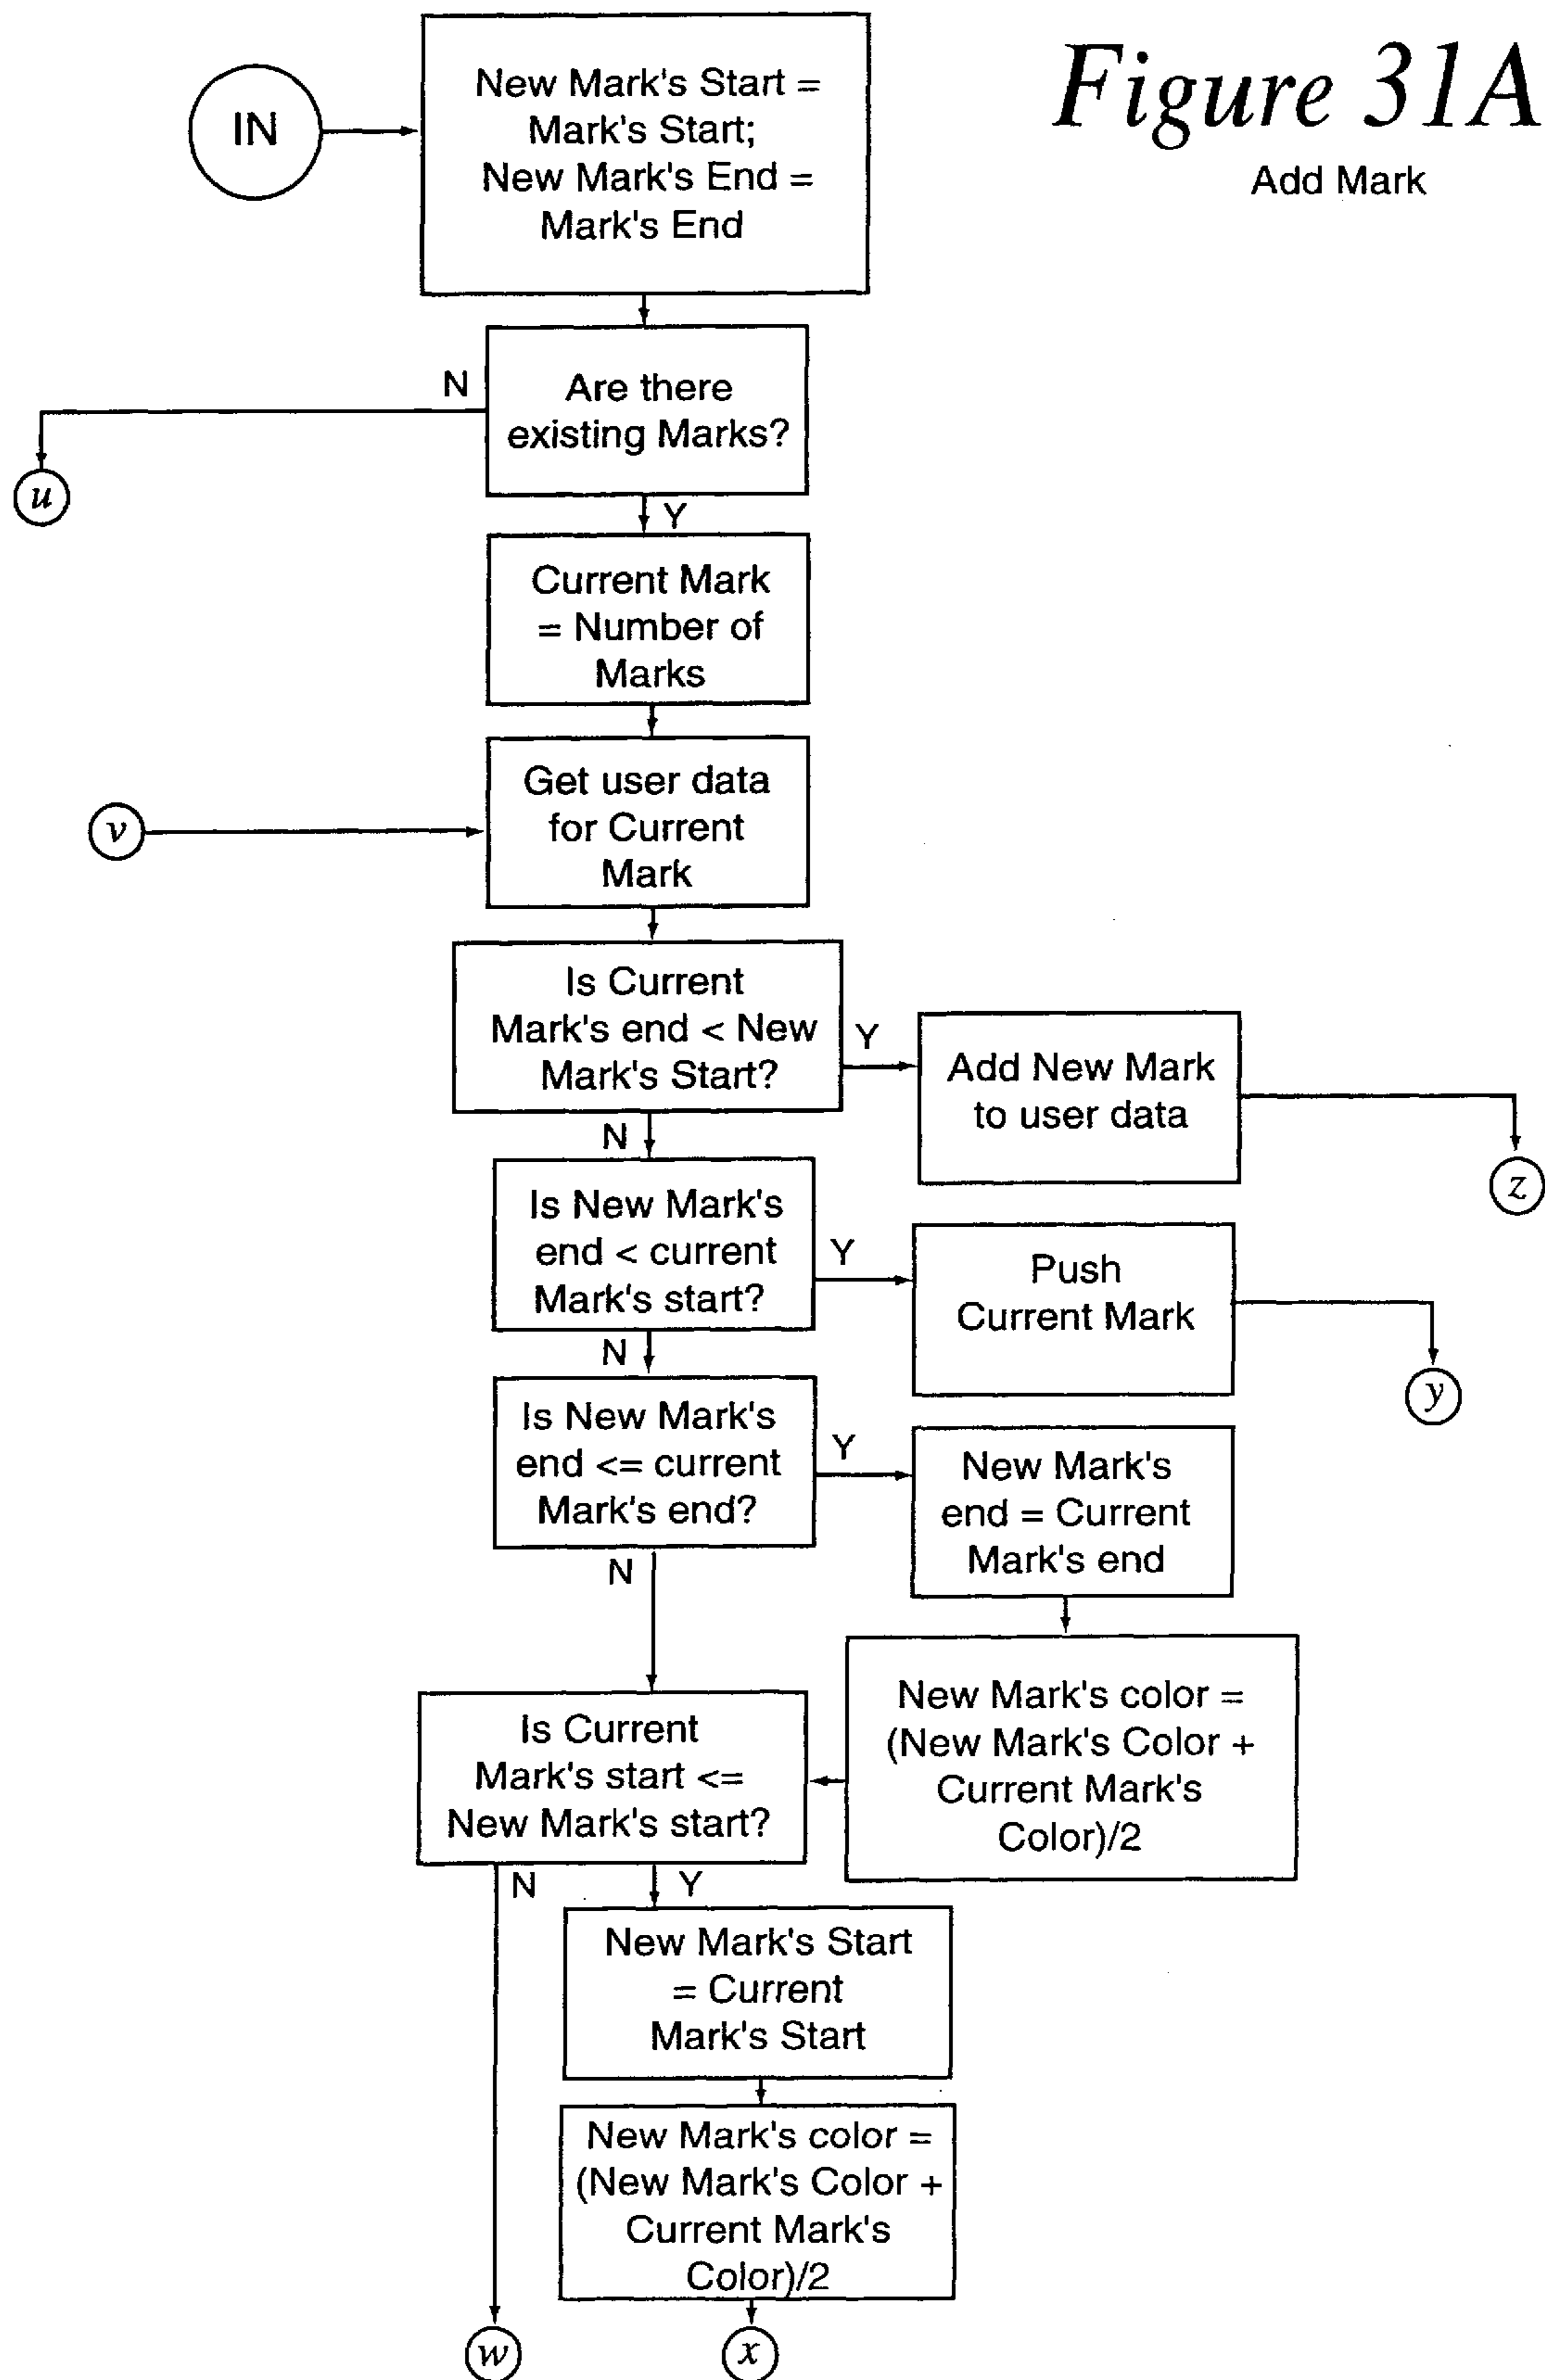 Figure 31A
Add Mark
IN
New Mark's Start =
Mark's Start;
New Mark's End =
Mark's End
N
Are there
existing Marks?
u
Y
Current Mark
= Number of
Marks
v
Get user data
for Current
Mark
Is Current
Mark's end < New
Mark's Start?
Y
Add New Mark
to user data
z
N
Is New Mark's
end < current
Mark's start?
Y
Push
Current Mark
y
N
Is New Mark's
end <= current
Mark's end?
Y
New Mark's
end = Current
Mark's end
N
New Mark's color =
(New Mark's Color +
Current Mark's
Color)/2
Is Current
Mark's start <=
New Mark's start?
N
Y
New Mark's Start
= Current
Mark's Start
New Mark's color =
(New Mark's Color +
Current Mark's
Color)/2
w
x